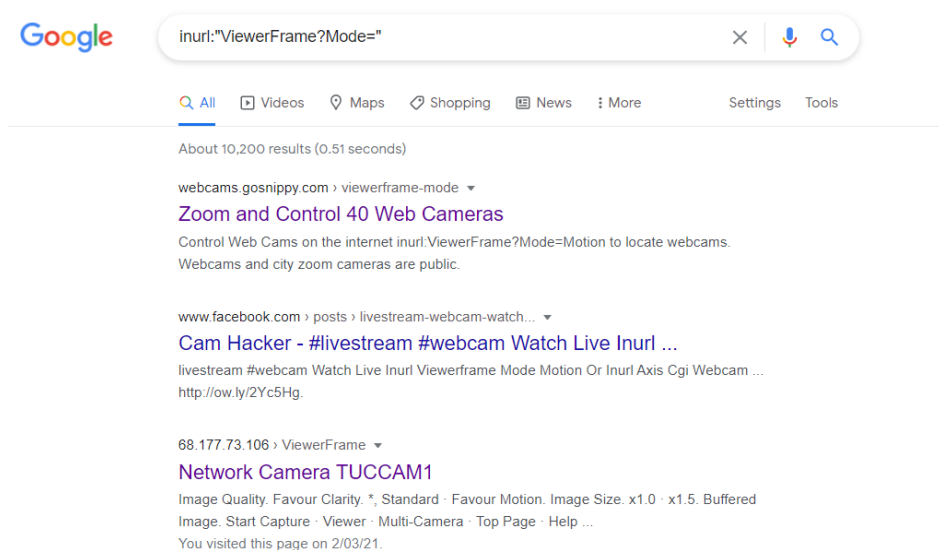 Google
inurl:"ViewerFrame?Mode="
All Videos Maps Shopping News More Settings Tools
About 10,200 results (0.51 seconds)
webcams.gosnippy.com › viewerframe-mode
Zoom and Control 40 Web Cameras
Control Web Cams on the internet inurl:ViewerFrame?Mode=Motion to locate webcams.
Webcams and city zoom cameras are public.
www.facebook.com › posts › livestream-webcam-watch...
Cam Hacker - #livestream #webcam Watch Live Inurl ...
livestream #webcam Watch Live Inurl Viewerframe Mode Motion Or Inurl Axis Cgi Webcam ...
http://ow.ly/2Yc5Hg.
68.177.73.106 › ViewerFrame
Network Camera TUCCAM1
Image Quality. Favour Clarity. *, Standard · Favour Motion. Image Size. x1.0 · x1.5. Buffered
Image. Start Capture · Viewer · Multi-Camera · Top Page · Help ...
You visited this page on 2/03/21.